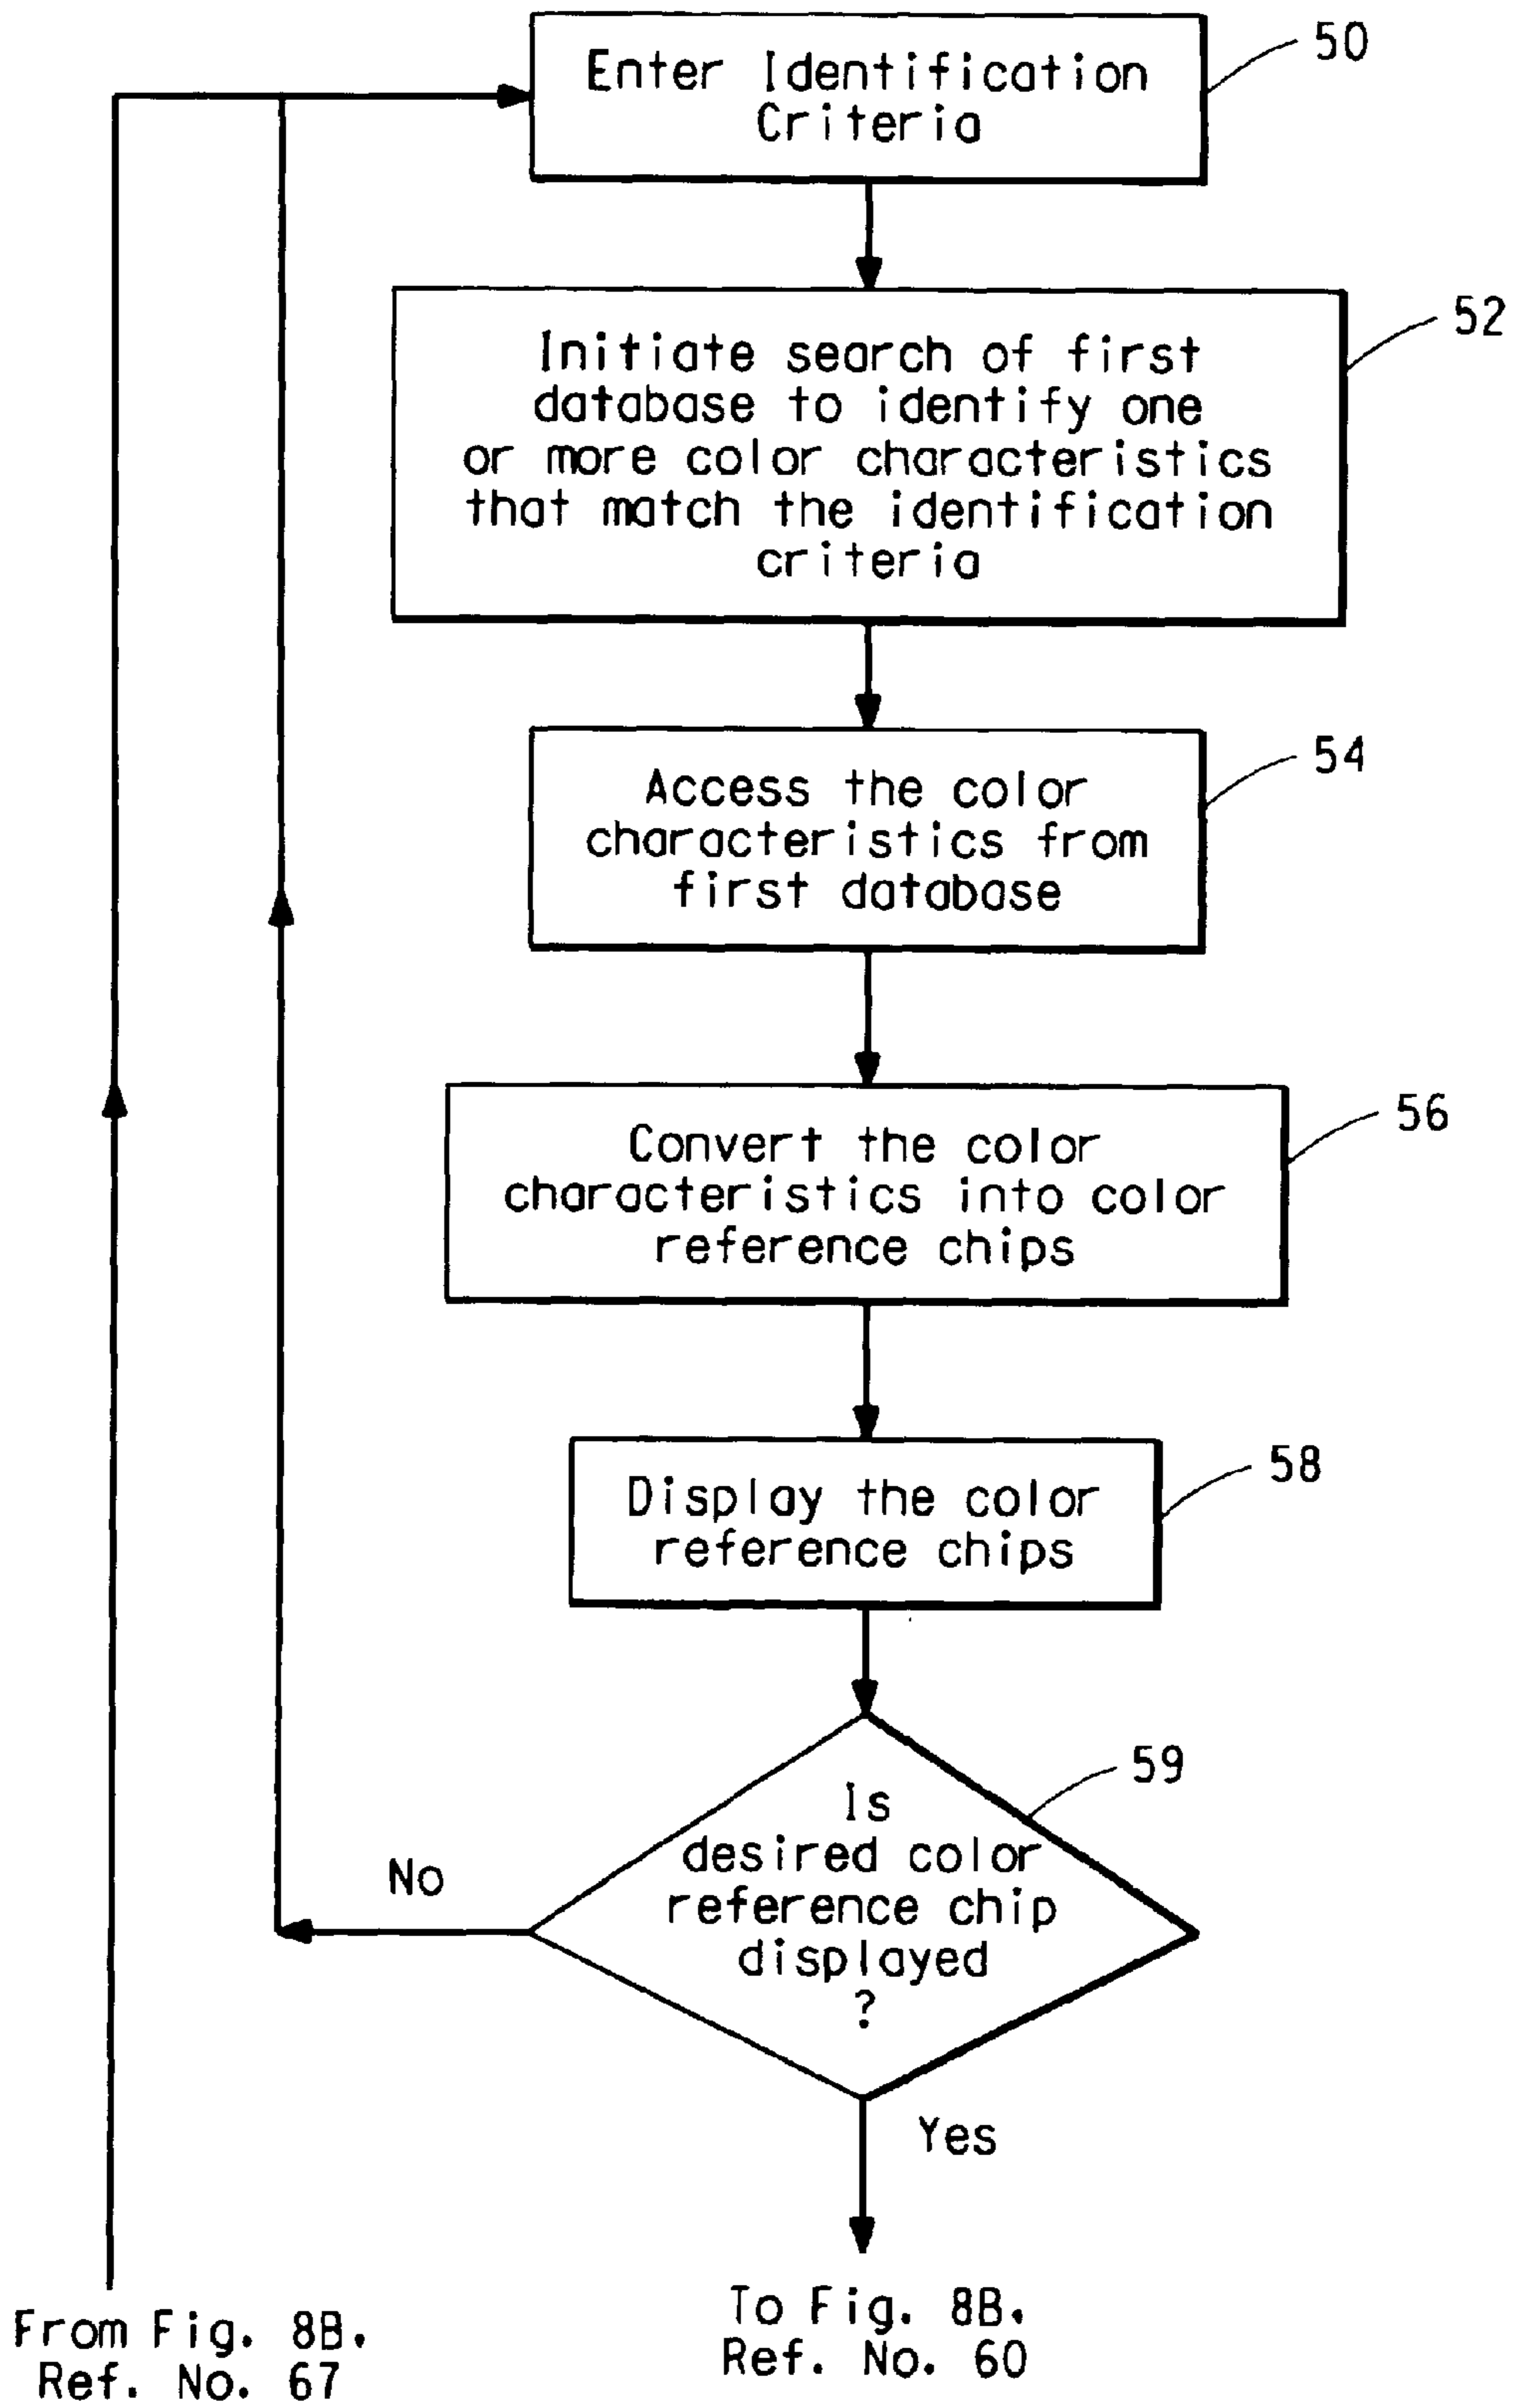 Enter Identification
Criteria
50
Initiate search of first
database to identify one
or more color characteristics
that match the identification
criteria
52
Access the color
characteristics from
first database
54
Convert the color
characteristics into color
reference chips
56
Display the color
reference chips
58
Is
desired color
reference chip
displayed
?
59
No
Yes
From Fig. 8B.
Ref. No. 67
To Fig. 8B.
Ref. No. 60